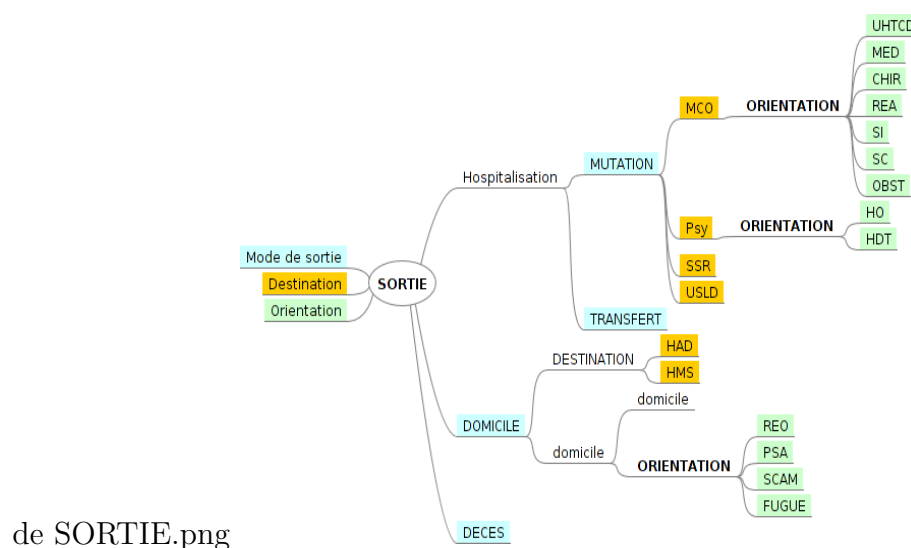 UHTCD
MED
CHIR
MCO
ORIENTATION
REA
SI
SC
OBST
Hospitalisation
MUTATION
HO
Psy
ORIENTATION
HDT
Mode de sortie
SSR
Destination
SORTIE
USLD
Orientation
TRANSFERT
HAD
DESTINATION
HMS
domicile
DOMICILE
REO
domicile
PSA
ORIENTATION
SCAM
FUGUE
DECES
de SORTIE.png